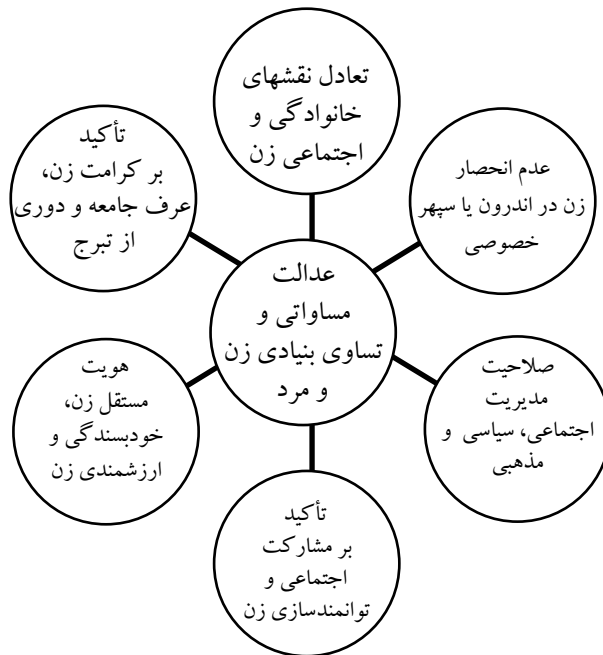 تعادل نقشهای
خانوادگی و
اجتماعی زن
عدم انحصار
زن در اندرون یا سپهر
خصوصی
تأکید
بر کرامت زن،
عرف جامعه و دوری
از تبرج
عدالت
مساواتی و
تساوی بنیادی زن
و مرد
صلاحیت
مدیریت
اجتماعی، سیاسی و
مذهبی
هویت
مستقل زن،
خودبسندگی و
ارزشمندی زن
تأکید
بر مشارکت
اجتماعی و
توانمندسازی زن